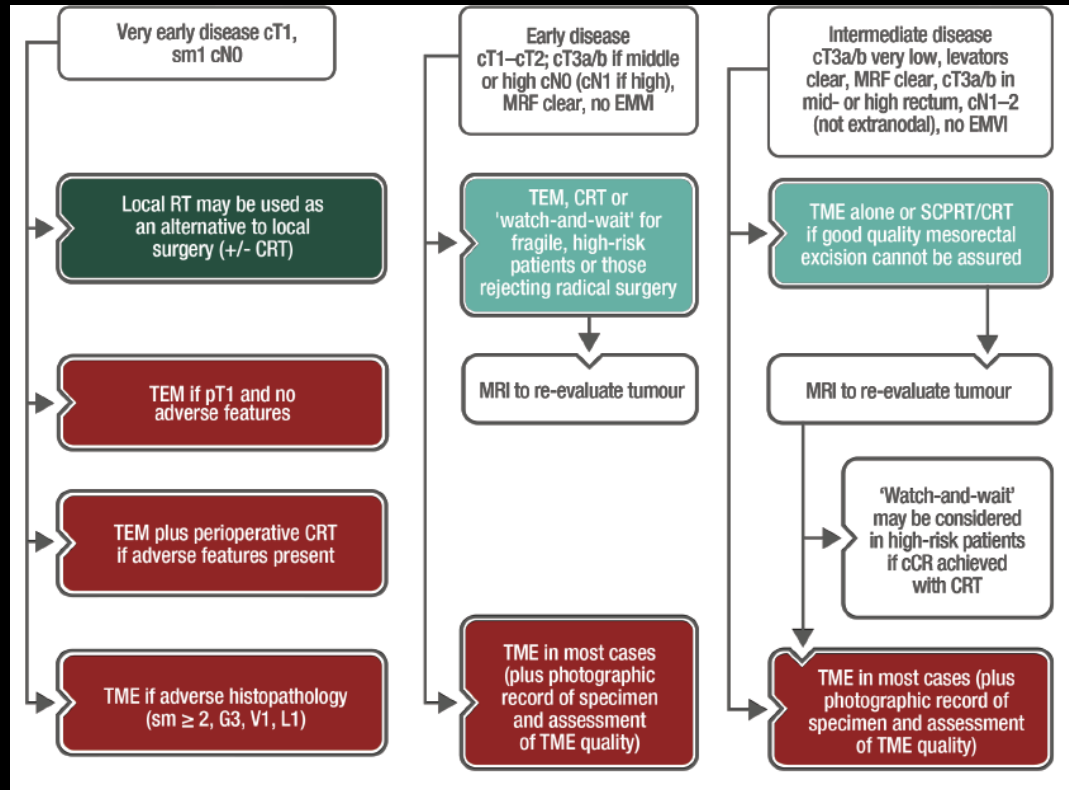 Very early disease cT1,
sm1 cN0
Local RT may be used as
an alternative to local
surgery (+/- CRT)
TEM if pT1 and no
adverse features
TEM plus perioperative CRT
if adverse features present
TME if adverse histopathology
(sm ≥ 2, G3, V1, L1)
Early disease
cT1–cT2; cT3a/b if middle
or high cN0 (cN1 if high),
MRF clear, no EMVI
TEM, CRT or
'watch-and-wait' for
fragile, high-risk
patients or those
rejecting radical surgery
MRI to re-evaluate tumour
TME in most cases
(plus photographic
record of specimen
and assessment
of TME quality)
Intermediate disease
cT3a/b very low, levators
clear, MRF clear, cT3a/b in
mid- or high rectum, cN1–2
(not extranodal), no EMVI
TME alone or SCPRT/CRT
if good quality mesorectal
excision cannot be assured
MRI to re-evaluate tumour
'Watch-and-wait'
may be considered
in high-risk patients
if cCR achieved
with CRT
TME in most cases (plus
photographic record of
specimen and assessment
of TME quality)